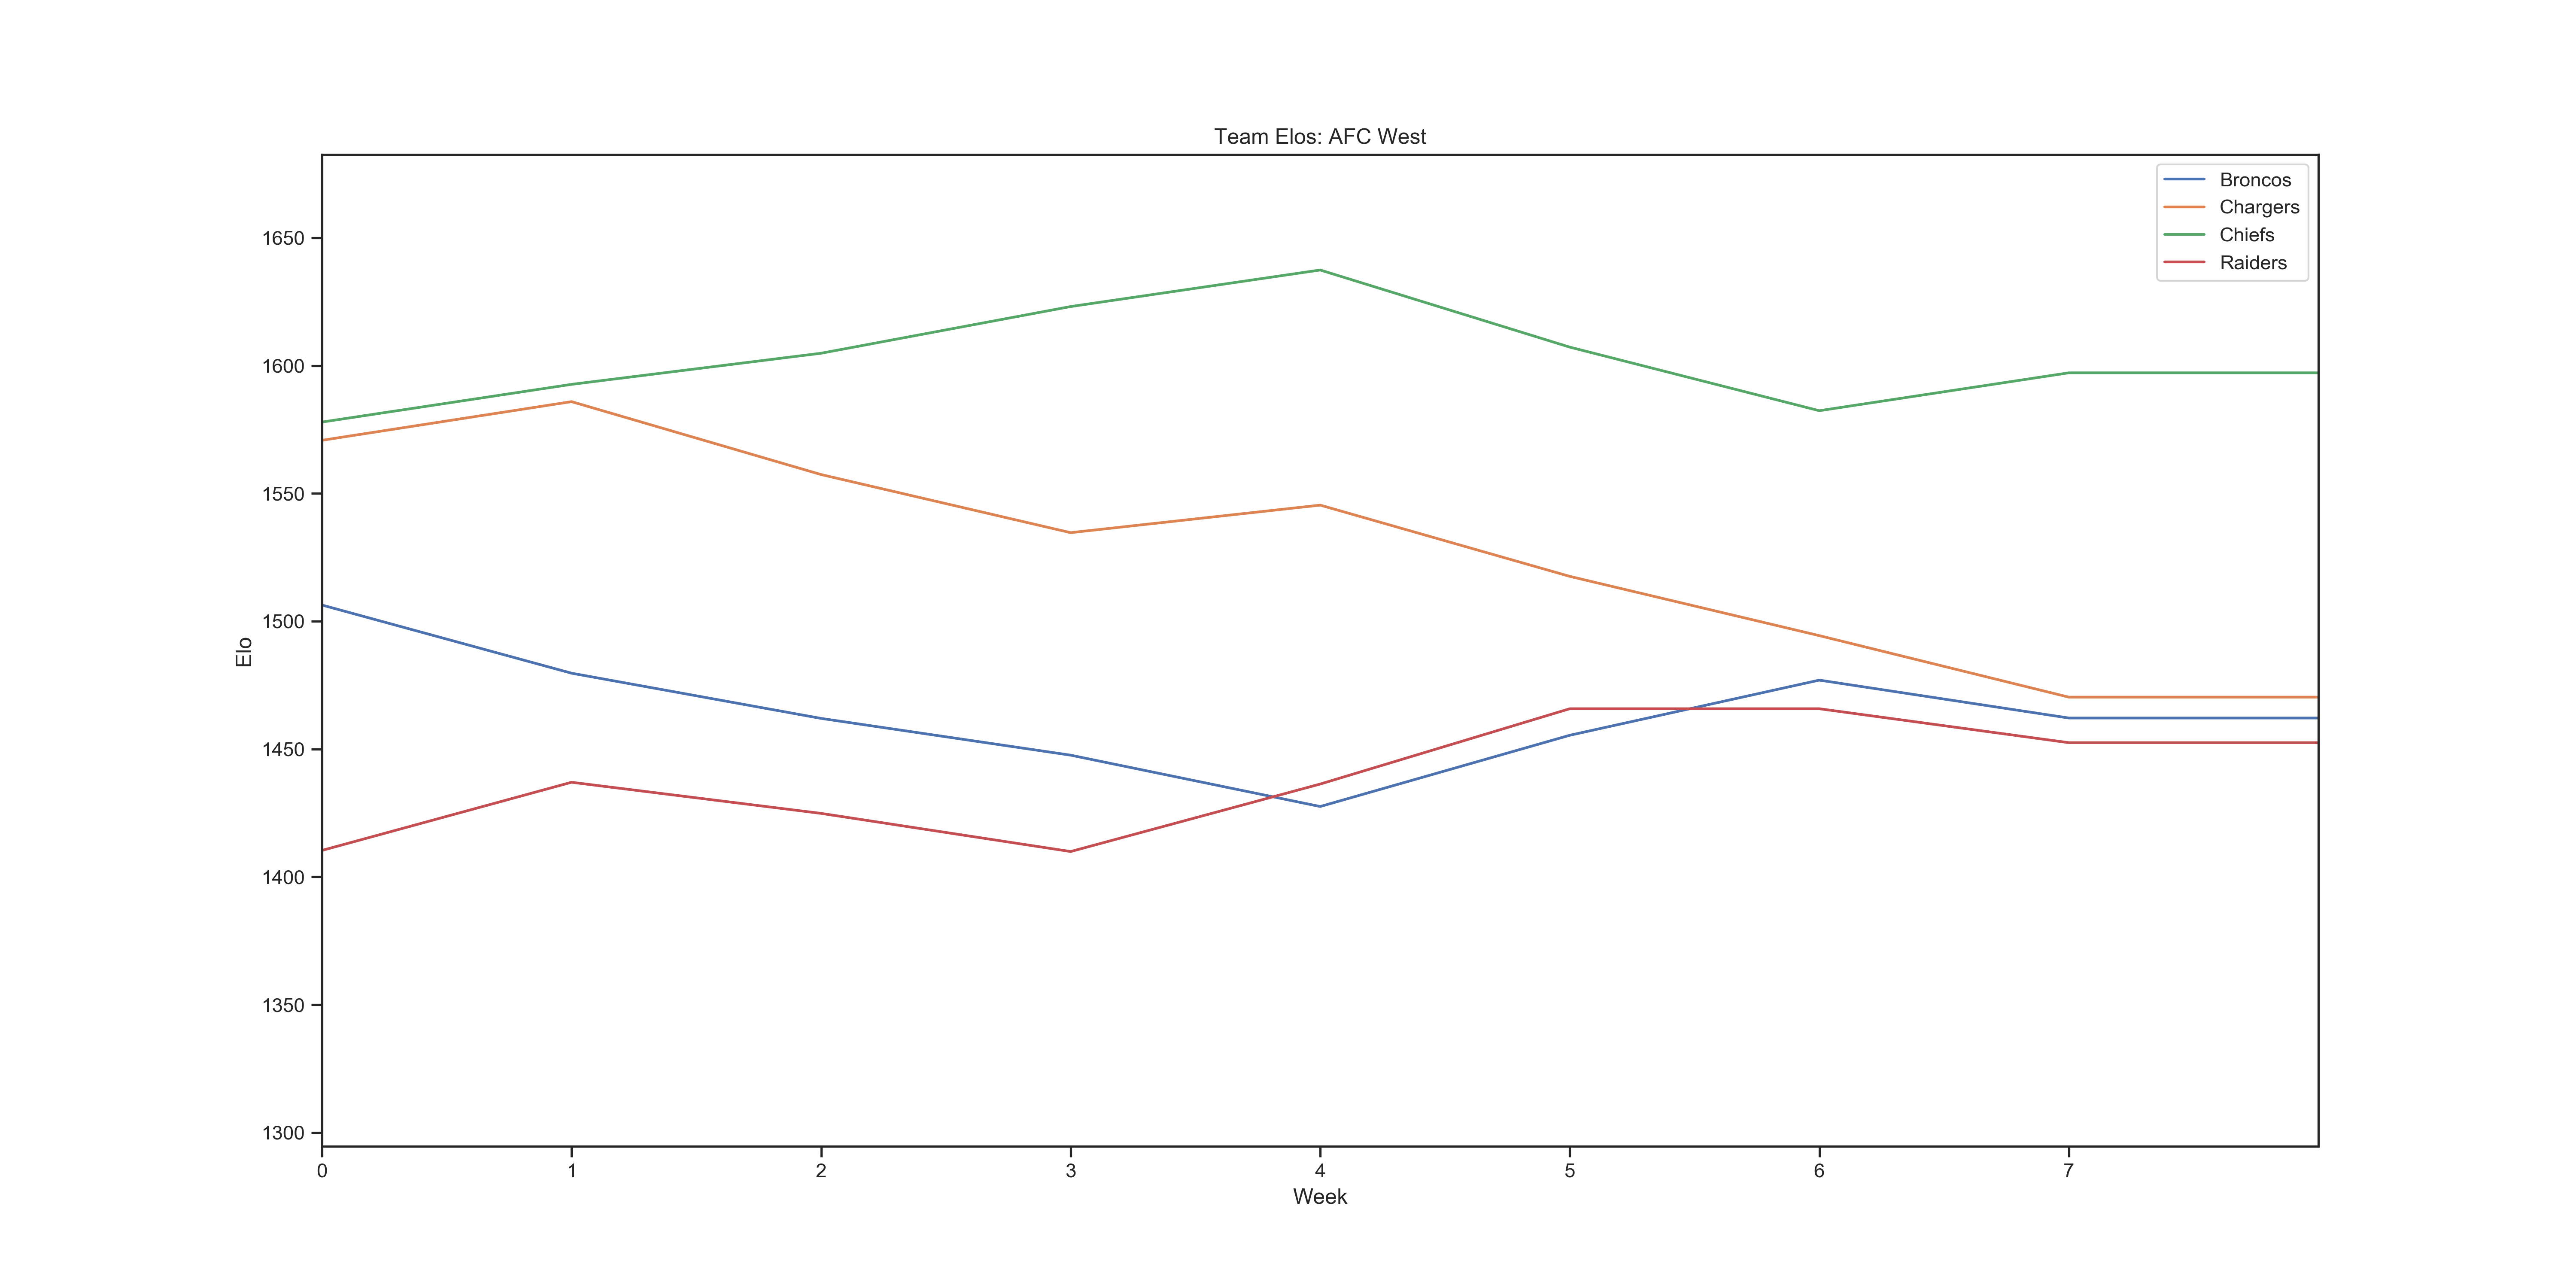 Team Elos: AFC West
Broncos
Chargers
Chiefs
Raiders
1650
1600
1550
1500
1450
1400
1350
1300
Elo
0 1 2 3 4 5 6 7
Week